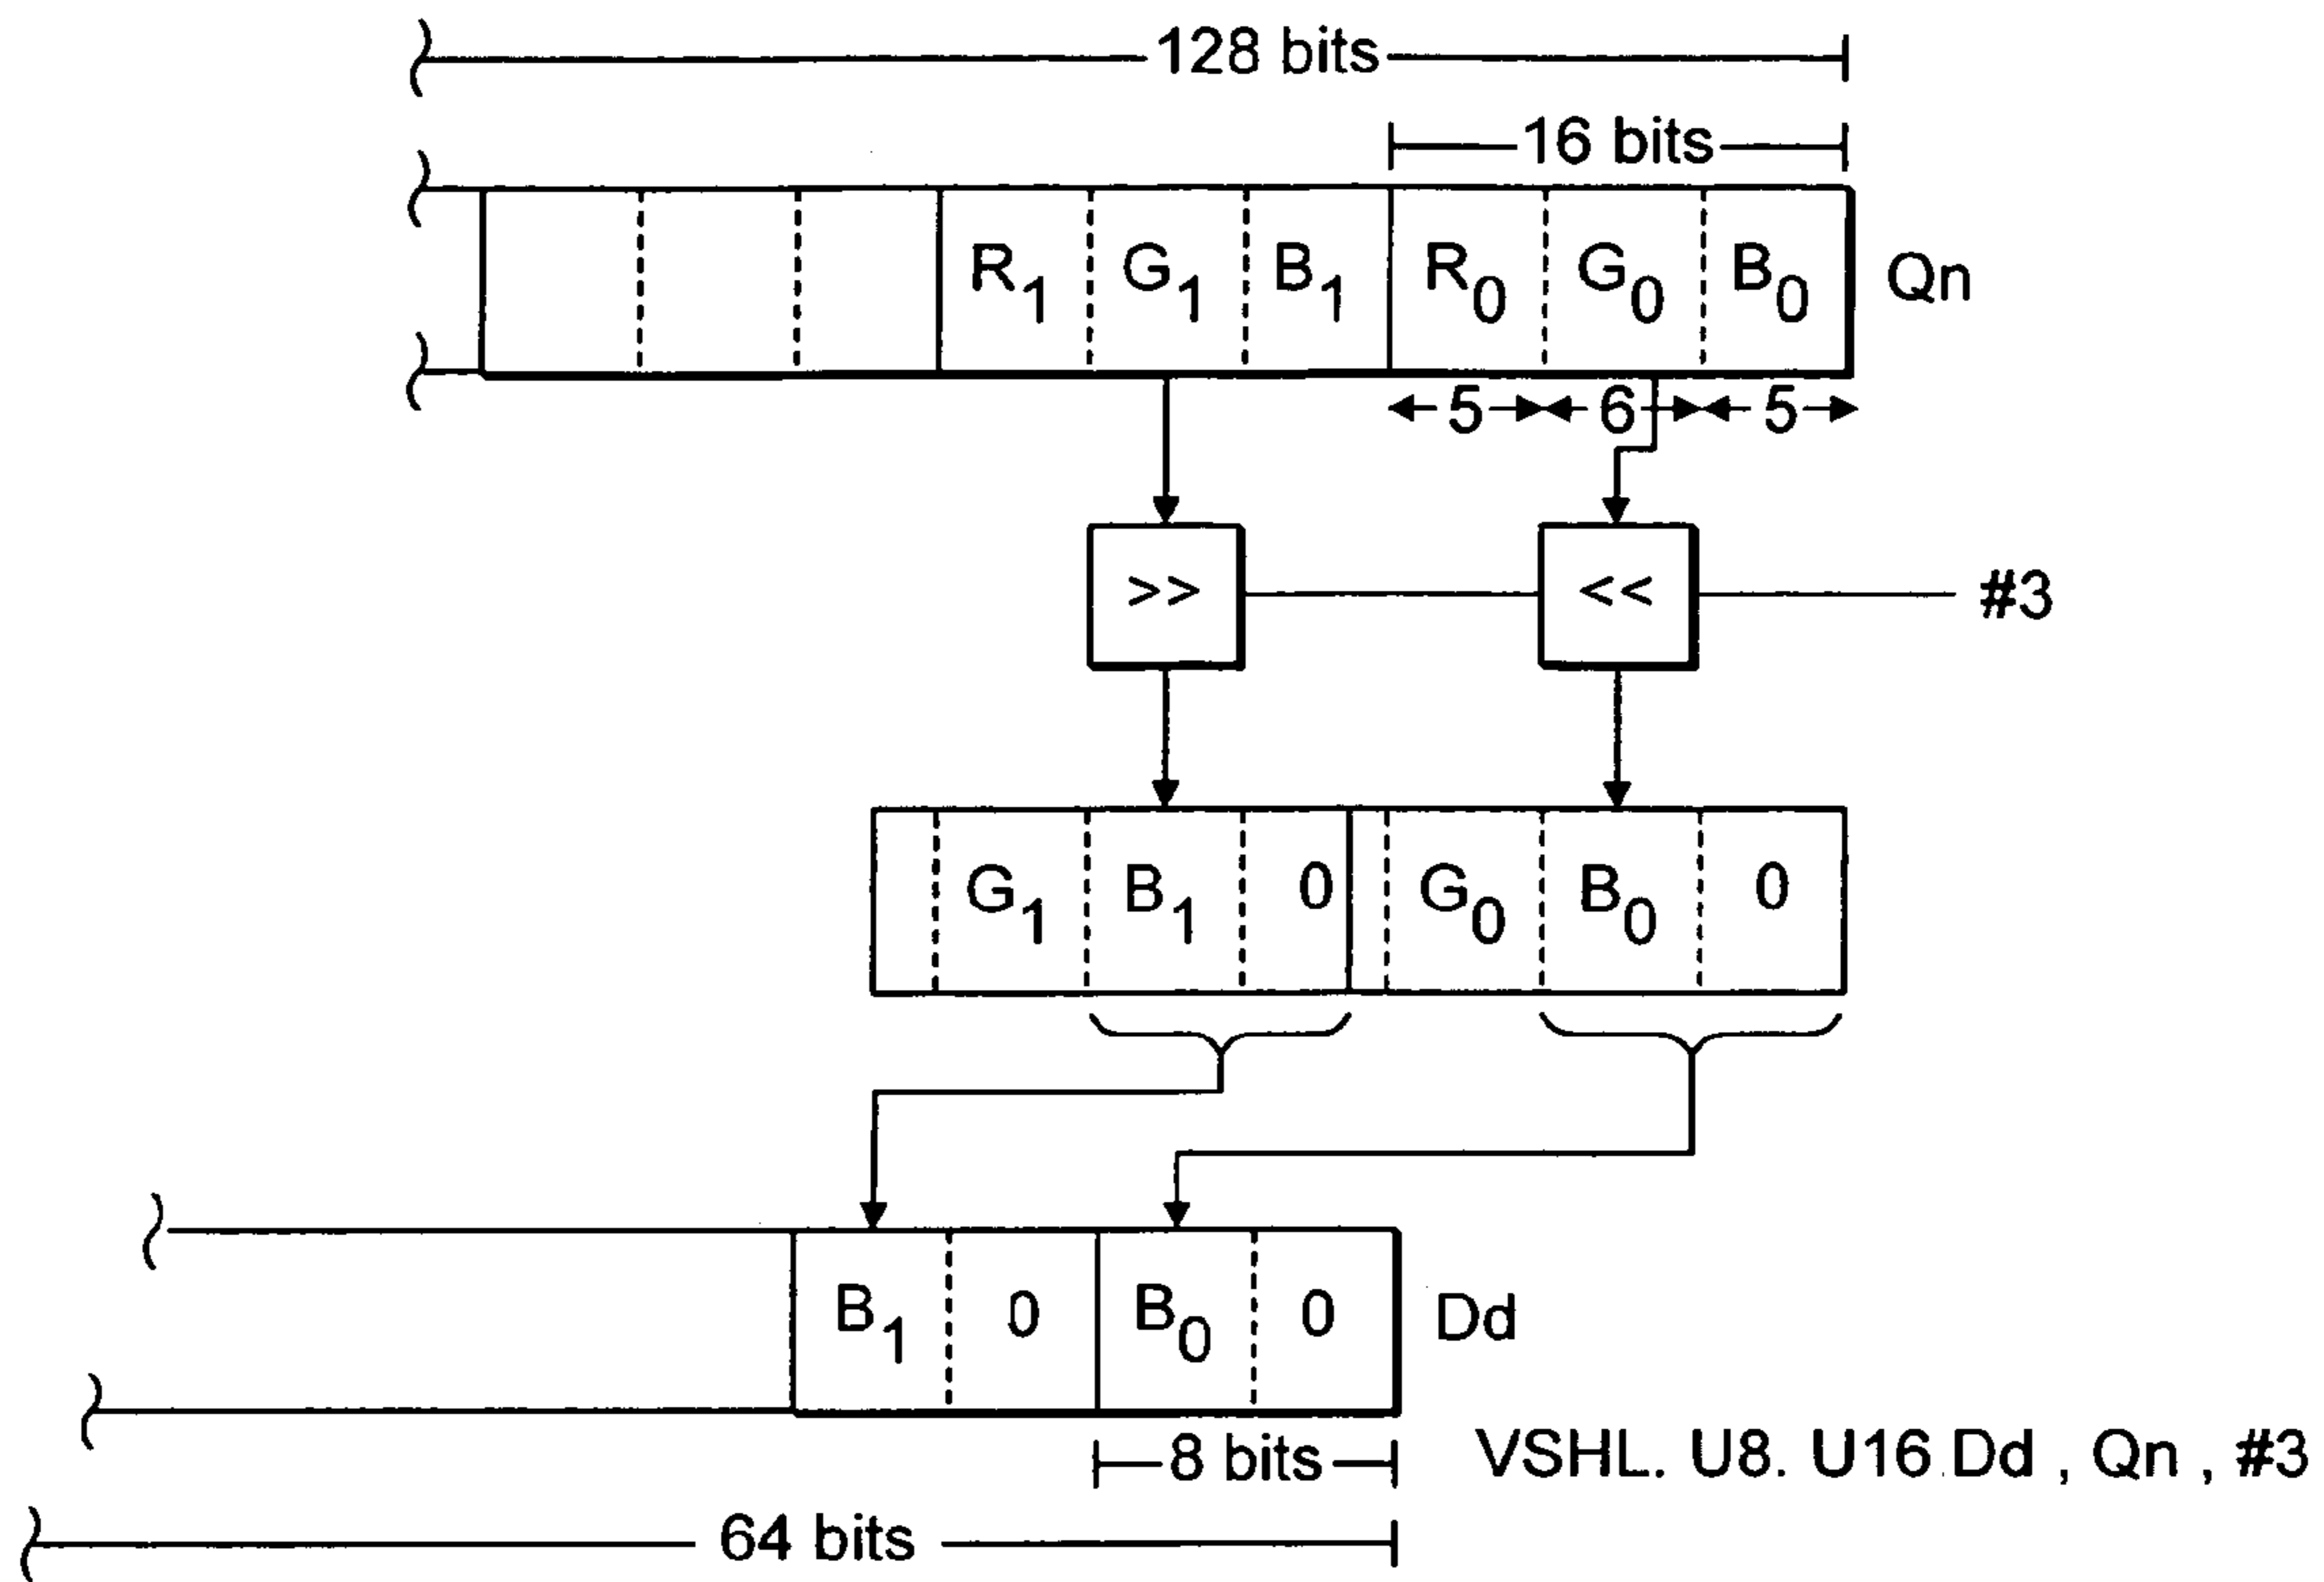 128 bits
16 bits
R1 G1 B1 R0 G0 B0 Qn
5 6 5
>> << #3
G1 B1 0 G0 B0 0
B1 0 B0 0 Dd
8 bits VSHL. U8. U16 Dd , Qn , #3
64 bits